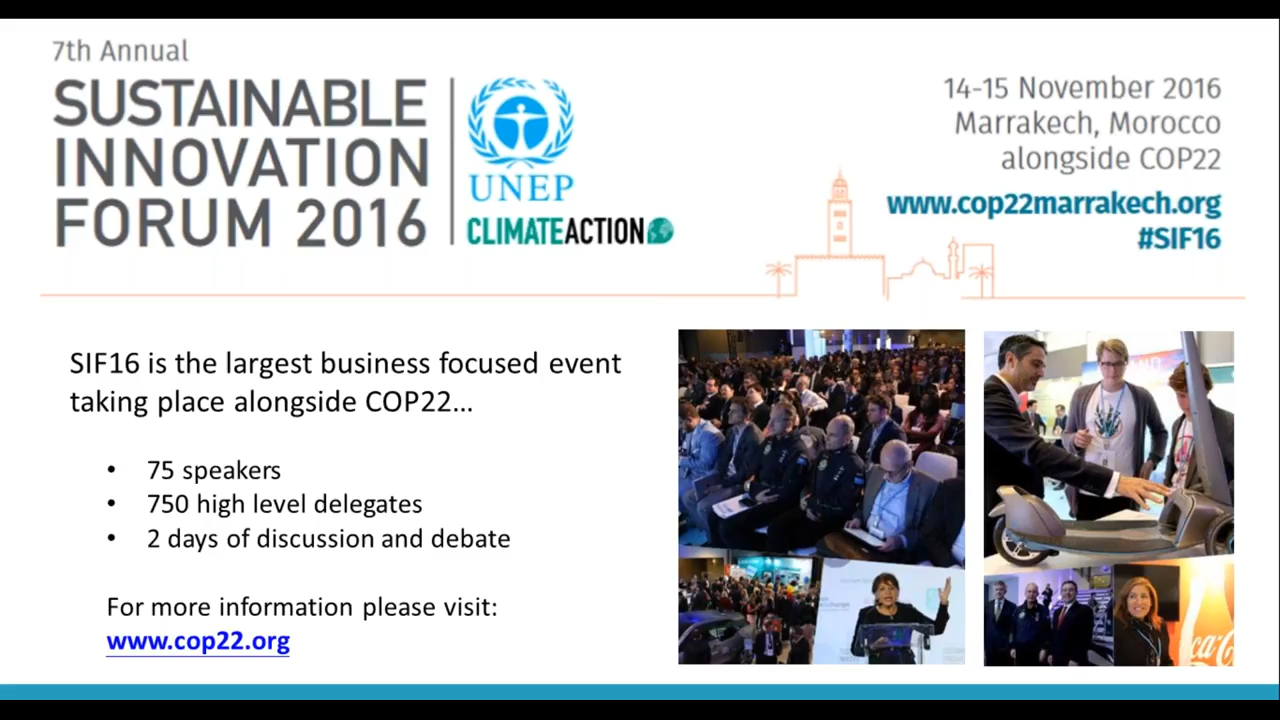 7th Annual
SUSTAINABLE
INNOVATION
FORUM 2016
UNEP
CLIMATEACTION
14-15 November 2016
Marrakech, Morocco
alongside COP22
www.cop22marrakech.org
#SIF16
SIF16 is the largest business focused event
taking place alongside COP22...
• 75 speakers
• 750 high level delegates
• 2 days of discussion and debate
For more information please visit:
www.cop22.org